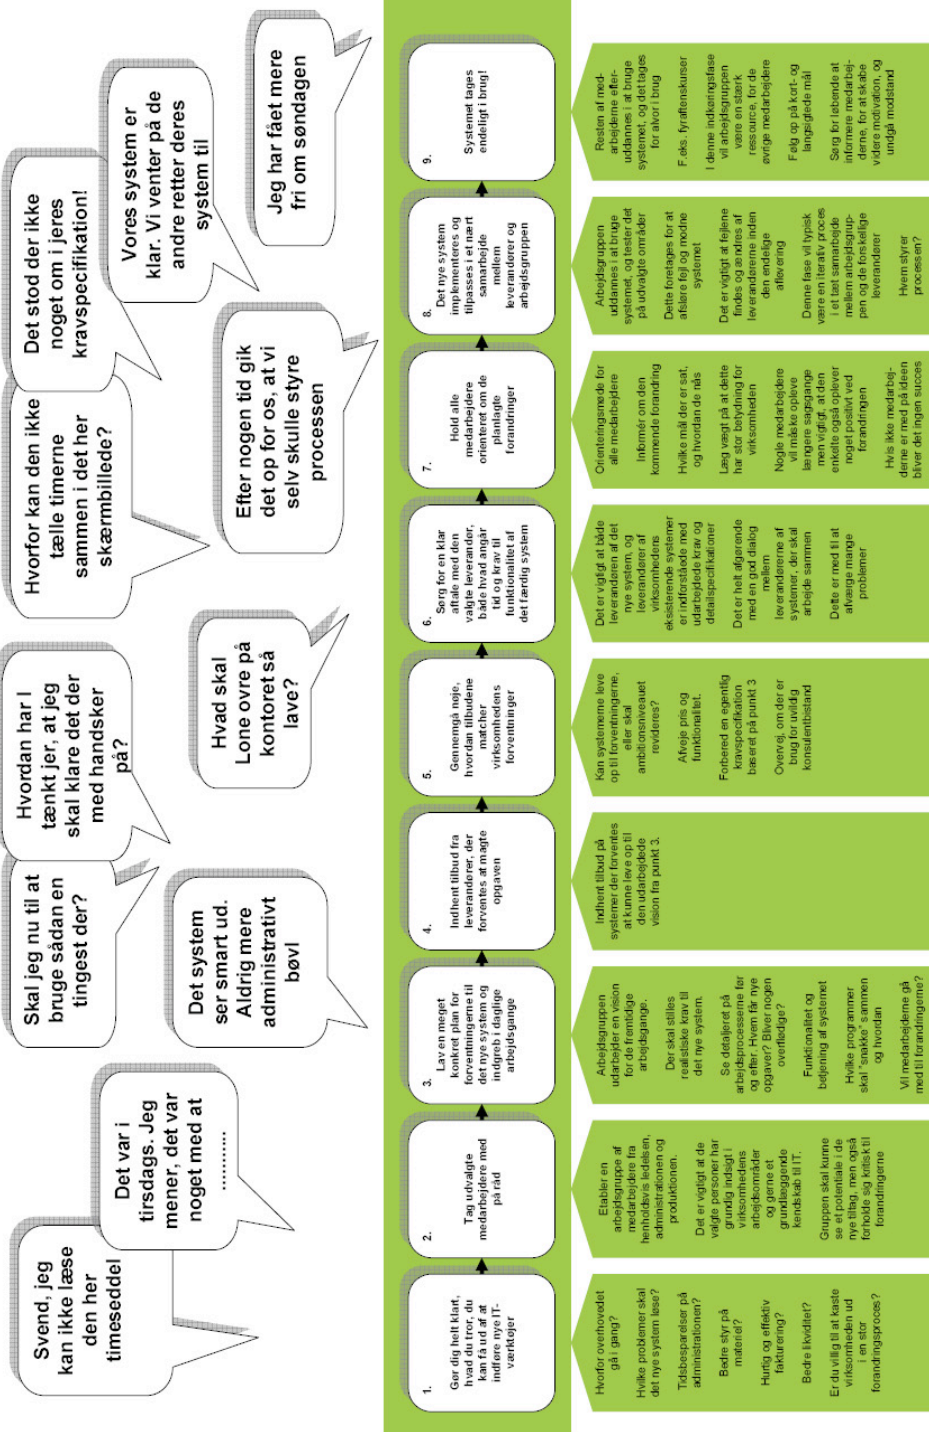 Svend, jeg
kan ikke læse
den her
timeseddel
Det var i
tirsdags. Jeg
mener, det var
noget med at
...........
Skal jeg nu til at
bruge sådan en
tingest der?
Hvordan har I
tænkt jer, at jeg
skal klare det der
med handsker
på?
Det system
ser smart ud.
Aldrig mere
administrativt
bøvl
Hvad skal
Lone ovre på
kontoret så
lave?
Hvorfor kan den ikke
tælle timerne
sammen i det her
skærmbillede?
Det stod der ikke
noget om i jeres
kravspecifikation!
Efter nogen tid gik
det op for os, at vi
selv skulle styre
processen
Vores system er
klar. Vi venter på de
andre retter deres
system til
Jeg har fået mere
fri om søndagen
1.
Gør dig helt klart,
hvad du tror, du
kan få ud af at
indføre nye IT-
værktøjer
2.
Tag udvalgte
medarbejdere med
på råd
3.
Lav en meget
konkret plan for
forventningerne til
det nye system og
indgreb i daglige
arbejdsgange
4.
Indhent tilbud fra
leverandører, der
forventes at magte
opgaven
5.
Gennemgå nøje,
hvordan tilbudene
matcher
virksomhedens
forventninger
6. Sørg for en klar
aftale med den
valgte leverandør,
både hvad angår
tid og krav til
funktionalitet af
det færdig system
7.
Hold alle
medarbejdere
orienteret om de
planlagte
forandringer
8. Det nye system
implementeres og
tilpasses i et nært
samarbejde
mellem
leverandører og
arbejdsgruppen
9.
Systemet tages
endeligt i brug!
Hvorfor overhovedet
gå i gang?
Hvilke problemer skal
det nye system løse?
Tidsbesparelser på
administrationen?
Bedre styr på
materiel?
Hurtig og effektiv
fakturering?
Bedre likviditet?
Er du villig til at kaste
virksomheden ud
i en stor
forandringsproces?
Etabler en
arbejdsgruppe af
medarbejdere fra
henholdsvis ledelsen,
administrationen og
produktionen.
Det er vigtigt at de
valgte personer har
grundig indsigt i
virksomhedens
arbejdsområder
og gerne et
grundlæggende
kendskab til IT.
Gruppen skal kunne
se et potentiale i de
nye tiltag, men også
forholde sig kritisk til
forandringerne
Arbejdsgruppen
udarbejder en vision
for de fremtidige
arbejdsgange.
Der skal stilles
realistiske krav til
det nye system.
Se detaljeret på
arbejdsprocesserne før
og efter. Hvem får nye
opgaver? Bliver nogen
overflødige?
Funktionalitet og
betjening af systemet
Hvilke programmer
skal "snakke" sammen
og hvordan
Vil medarbejderne gå
med til forandringerne?
Indhent tilbud på
systemer der forventes
at kunne leve op til
den udarbejdede
vision fra punkt 3.
Kan systemerne leve
op til forventningerne,
eller skal
ambitionsniveauet
revideres?
Afveje pris og
funktionalitet.
Forbered en egentlig
kravspecifikation
baseret på punkt 3
Overvej, om der er
brug for uvildig
konsulentbistand
Det er vigtigt at både
leverandøren af det
nye system, og
leverandører af
virksomhedens
eksisterende systemer
er indforståede med
udarbejdede krav og
detailspecifikationer
Det er helt afgørende
med en god dialog
mellem
leverandørerne af
systemer, der skal
arbejde sammen
Dette er med til at
afværge mange
problemer
Orienteringsmøde for
alle medarbejdere
Informér om den
kommende forandring
Hvilke mål der er sat,
og hvordan de nås
Læg vægt på at dette
har stor betydning for
virksomheden
Nogle medarbejdere
vil måske opleve
længere sagsgange
men vigtigt, at den
enkelte også oplever
noget positivt ved
forandringen
Hvis ikke medarbej-
derne er med på ideen
bliver det ingen succes
Arbejdsgruppen
uddannes i at bruge
systemet, og tester det
på udvalgte områder
Dette foretages for at
afsløre fejl og modne
systemet
Det er vigtigt at fejlene
findes og ændres af
leverandørerne inden
den endelige
aflevering
Denne fase vil typisk
være en iterativ proces
i et tæt samarbejde
mellem arbejdsgrup-
pen og de forskellige
leverandører
Hvem styrer
processen?
Resten af med-
arbejderne efter-
uddannes i at bruge
systemet, og det tages
for alvor i brug
F.eks. fyraftenskurser
I denne indkøringsfase
vil arbejdsgruppen
være en stærk
ressource, for de
øvrige medarbejdere
Følg op på kort- og
langsigtede mål
Sørg for løbende at
informere medarbej-
derne, for at skabe
videre motivation, og
undgå modstand